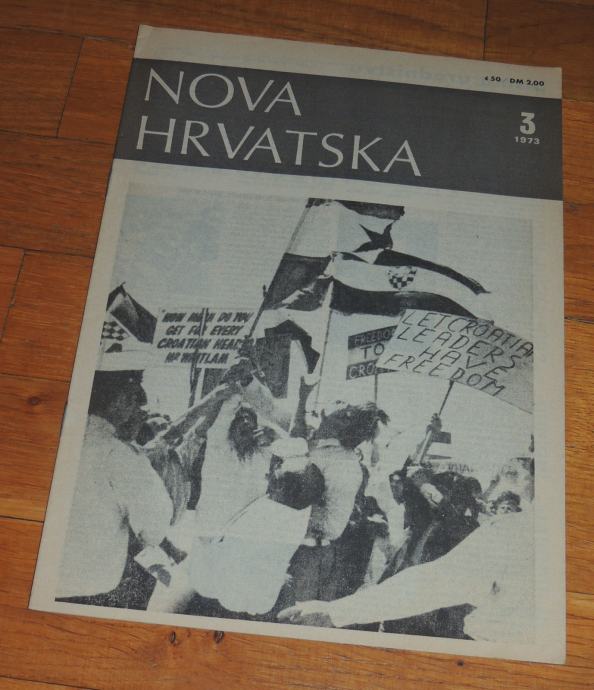 ¢ 50 / DM 2,00
NOVA
HRVATSKA
3
1973
"HOW MUCH DO YOU
GET FOR EVERY
CROATIAN HEAD
MR WHITLAM
FREEDOM
TO
CRO
LET CROATIA
LEADERS
HAVE
FREEDOM